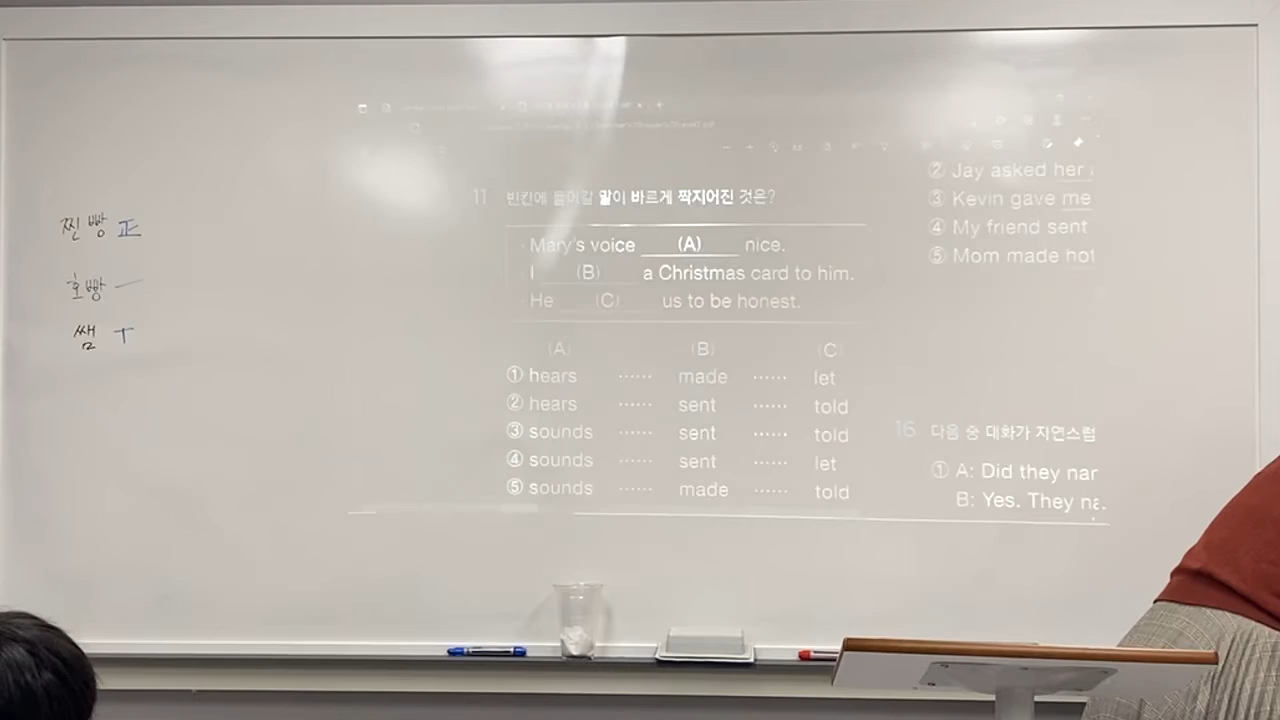 찐빵 正
호빵 一
쌤 丅
11 빈칸에 들어갈 말이 바르게 짝지어진 것은?
· Mary's voice (A) nice.
· I (B) a Christmas card to him.
· He (C) us to be honest.
(A) (B) (C)
① hears ······ made ······ let
② hears ······ sent ······ told
③ sounds ······ sent ······ told
④ sounds ······ sent ······ let
⑤ sounds ······ made ······ told
② Jay asked her
③ Kevin gave me
④ My friend sent
⑤ Mom made hot
16 다음 중 대화가 자연스럽
① A: Did they nar
B: Yes. They na